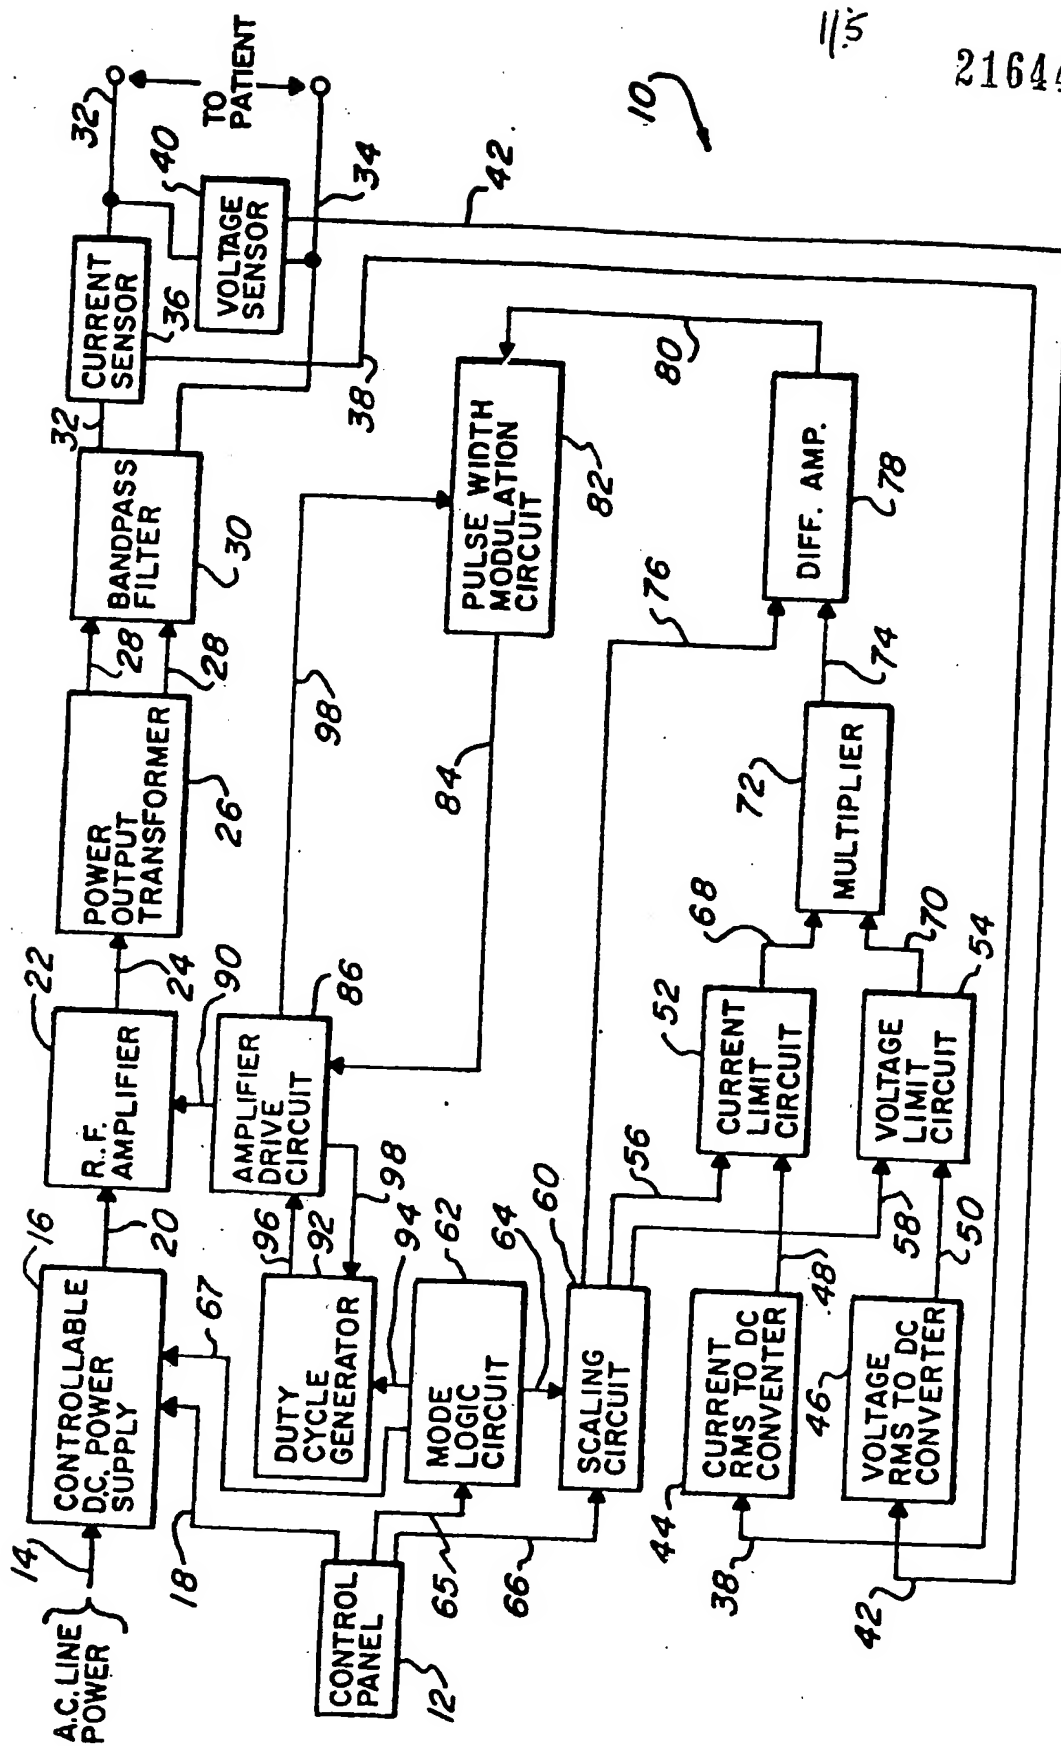 1/5
21644
10
A.C. LINE
POWER
14
CONTROLLABLE
D.C. POWER
SUPPLY
16
18
67
20
R.F.
AMPLIFIER
22
24
90
POWER
OUTPUT
TRANSFORMER
26
28
28
BANDPASS
FILTER
30
32
CURRENT
SENSOR
36
32
TO
PATIENT
38
VOLTAGE
SENSOR
40
34
42
CONTROL
PANEL
12
65
66
DUTY
CYCLE
GENERATOR
92
96
98
94
AMPLIFIER
DRIVE
CIRCUIT
86
98
84
PULSE WIDTH
MODULATION
CIRCUIT
82
80
MODE
LOGIC
CIRCUIT
62
64
SCALING
CIRCUIT
60
56
58
76
CURRENT
RMS TO DC
CONVENTER
44
38
48
VOLTAGE
RMS TO DC
CONVERTER
46
42
50
CURRENT
LIMIT
CIRCUIT
52
68
VOLTAGE
LIMIT
CIRCUIT
54
70
MULTIPLIER
72
74
DIFF. AMP.
78